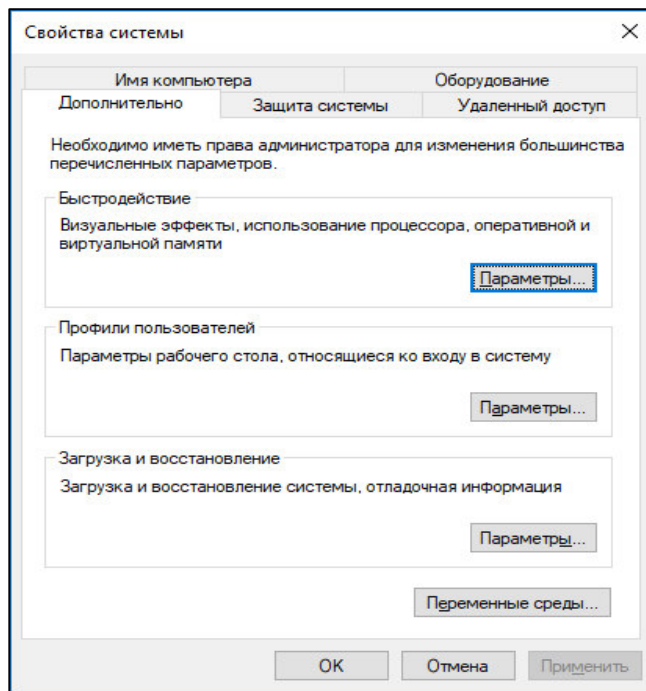 Свойства системы
Имя компьютера
Оборудование
Дополнительно
Защита системы
Удаленный доступ
Необходимо иметь права администратора для изменения большинства
перечисленных параметров.
Быстродействие
Визуальные эффекты, использование процессора, оперативной и
виртуальной памяти
Параметры...
Профили пользователей
Параметры рабочего стола, относящиеся ко входу в систему
Параметры...
Загрузка и восстановление
Загрузка и восстановление системы, отладочная информация
Параметры...
Переменные среды...
ОК
Отмена
Применить